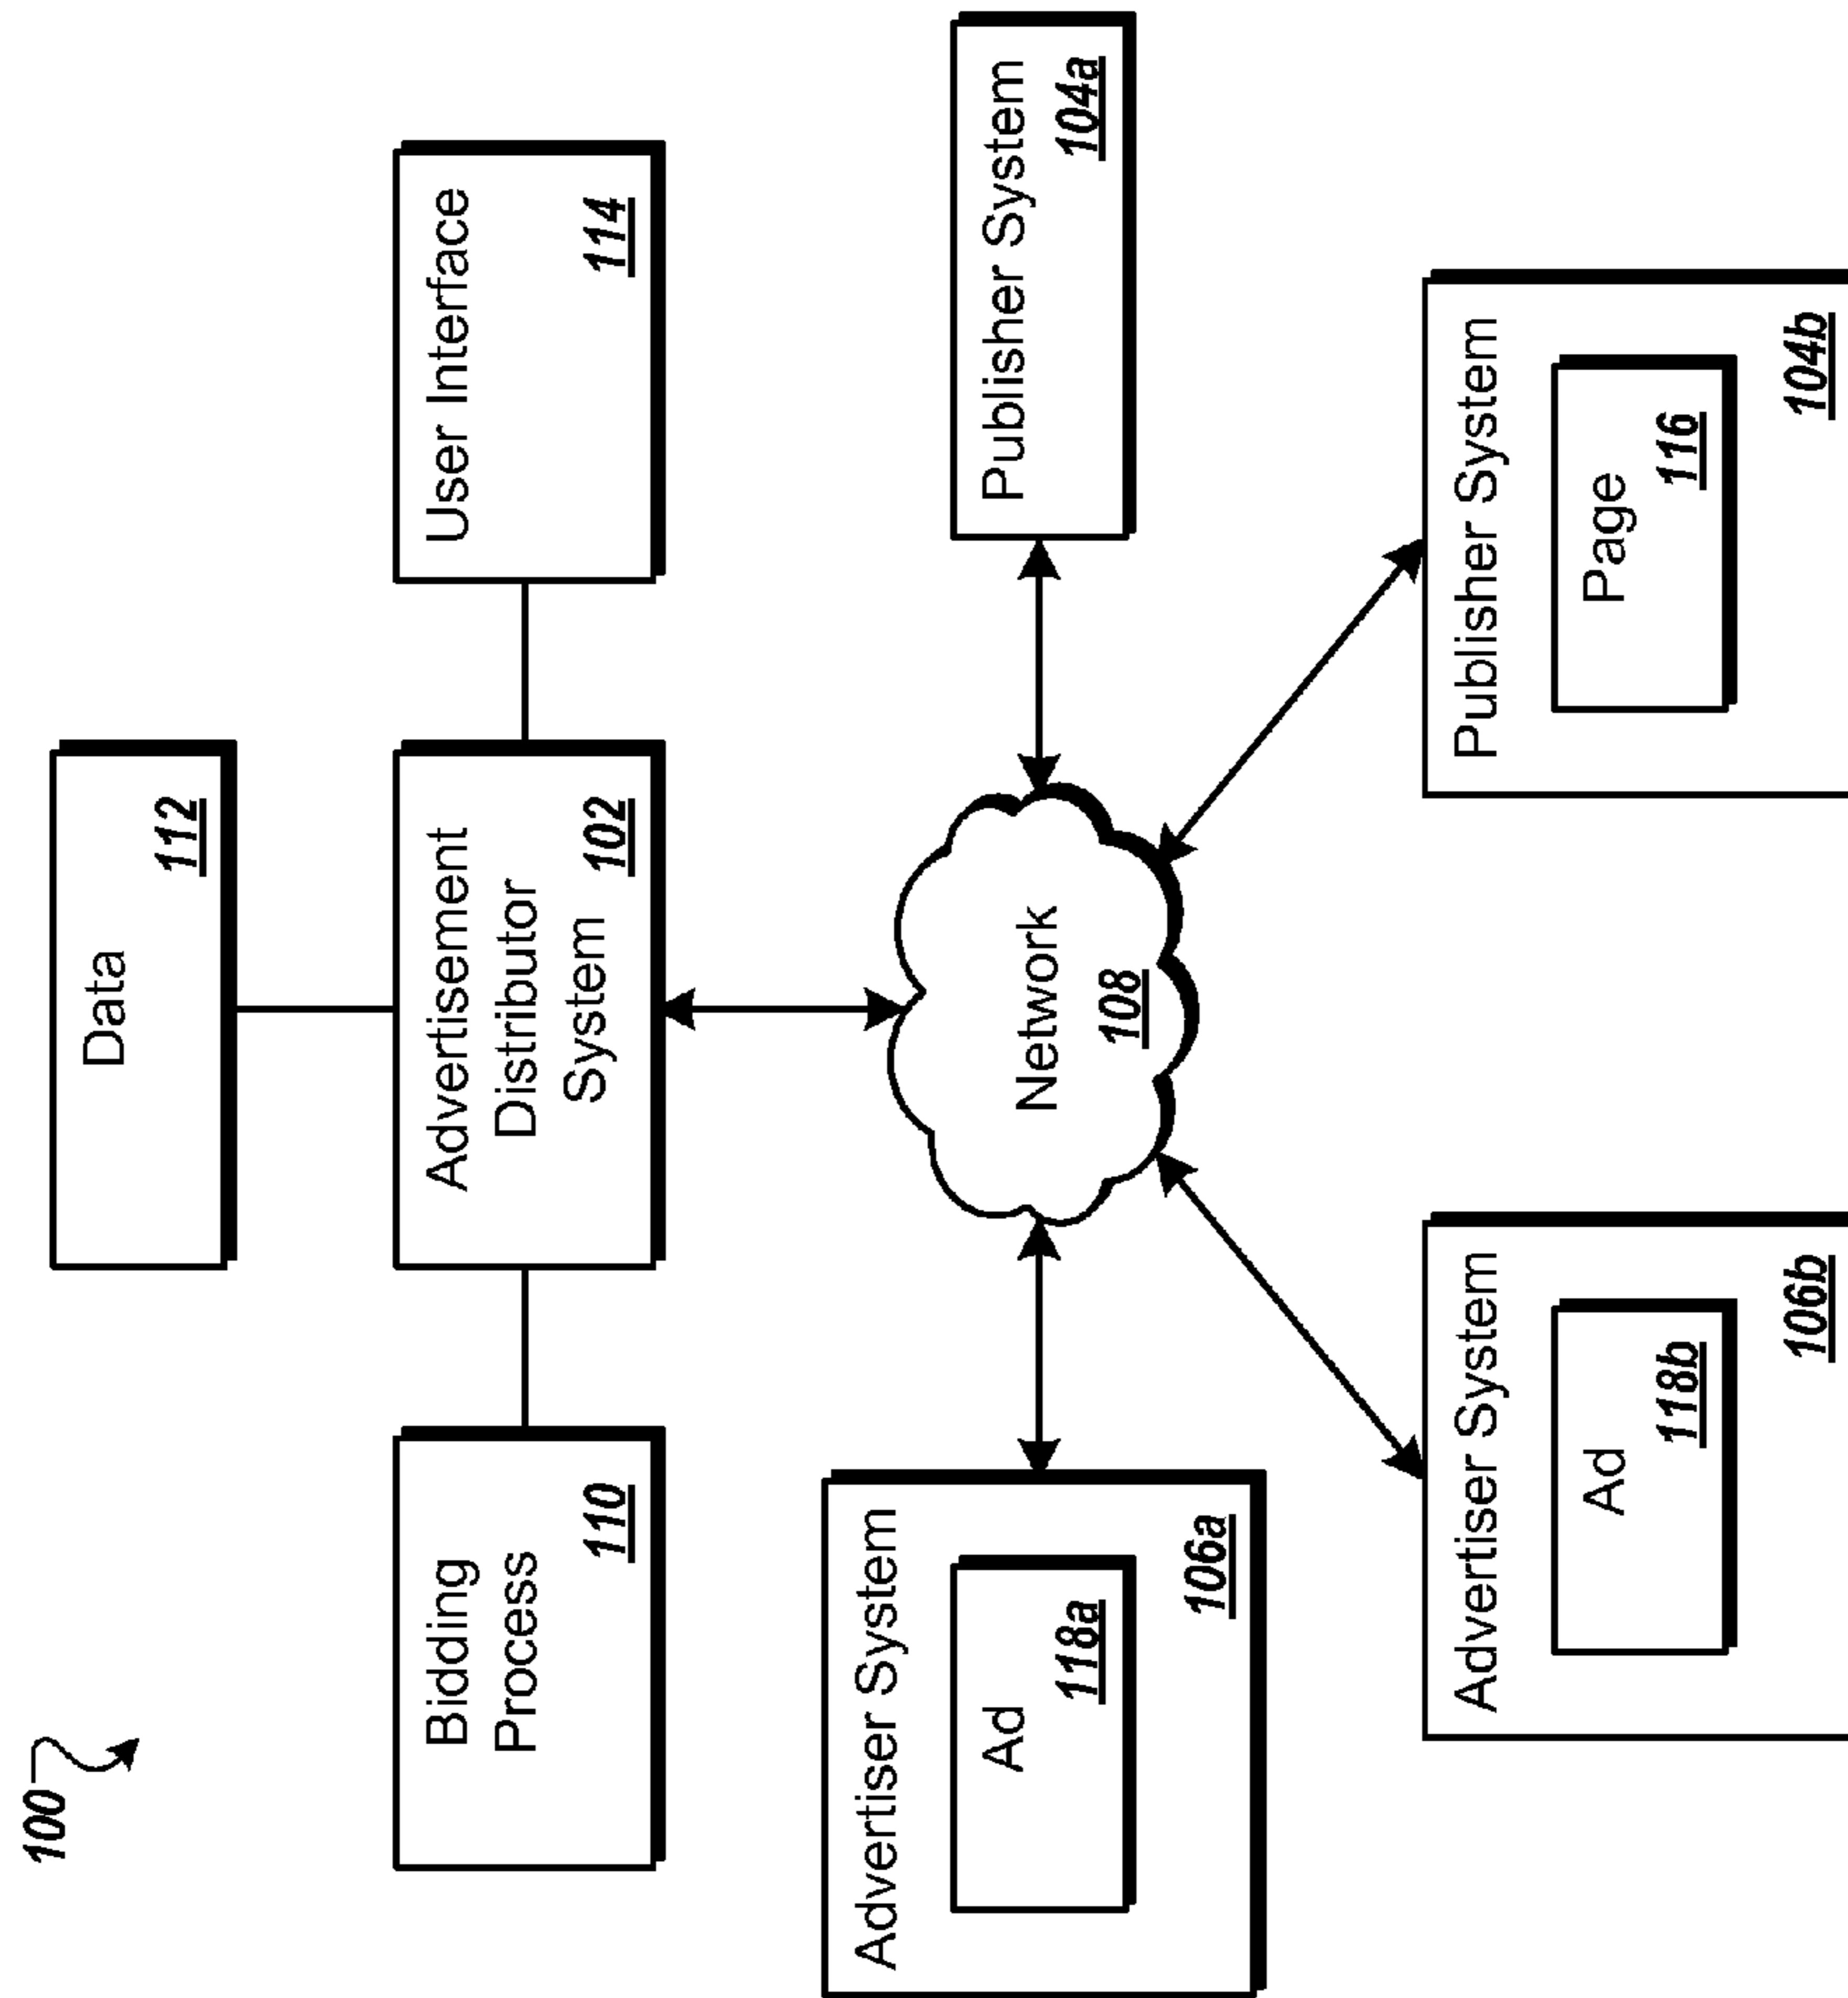 100
Data
112
Bidding
Process
110
Advertisement
Distributor
System
102
User Interface
114
Advertiser System
Ad
118a
106a
Network
108
Publisher System
104a
Advertiser System
Ad
118b
106b
Publisher System
Page
116
104b